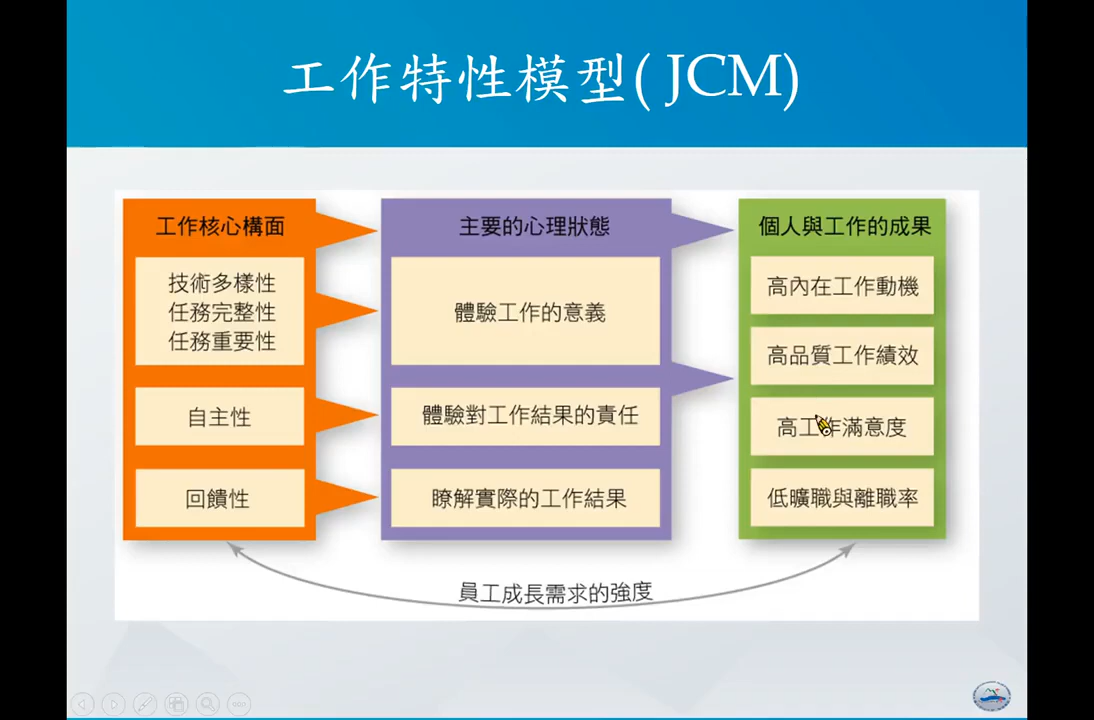 工作特性模型( JCM)
工作核心構面
技術多樣性
任務完整性
任務重要性
自主性
回饋性
主要的心理狀態
體驗工作的意義
體驗對工作結果的責任
瞭解實際的工作結果
個人與工作的成果
高內在工作動機
高品質工作績效
高工作滿意度
低曠職與離職率
員工成長需求的強度